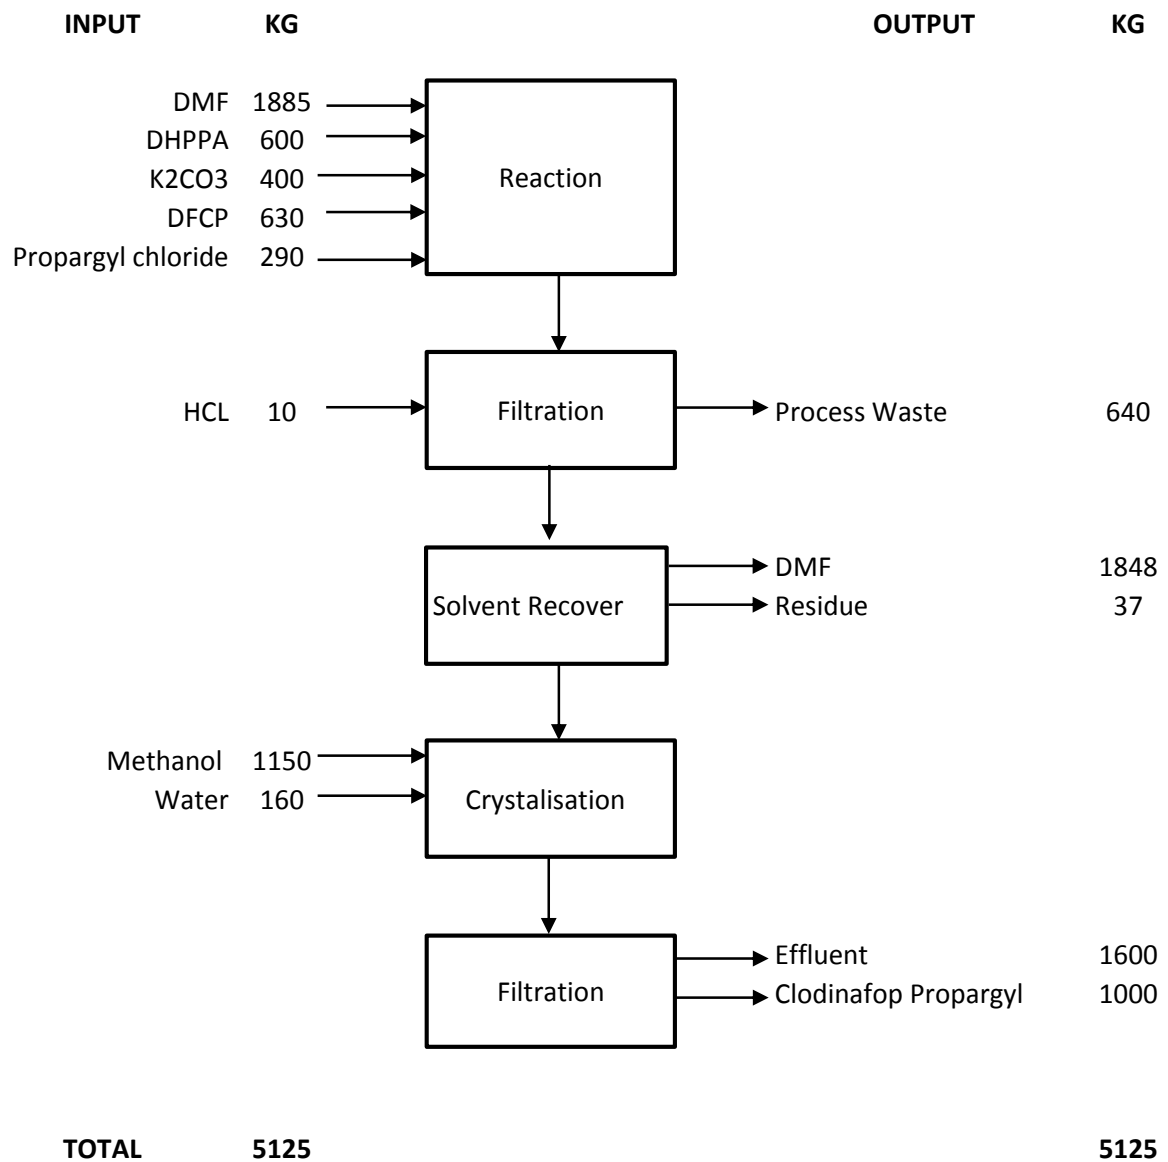 INPUT KG OUTPUT KG
DMF 1885
DHPPA 600
K2CO3 400
DFCP 630
Propargyl chloride 290
Reaction
HCL 10 Filtration Process Waste 640
DMF 1848
Solvent Recover Residue 37
Methanol 1150
Water 160 Crystalisation
Effluent 1600
Filtration Clodinafop Propargyl 1000
TOTAL 5125 5125